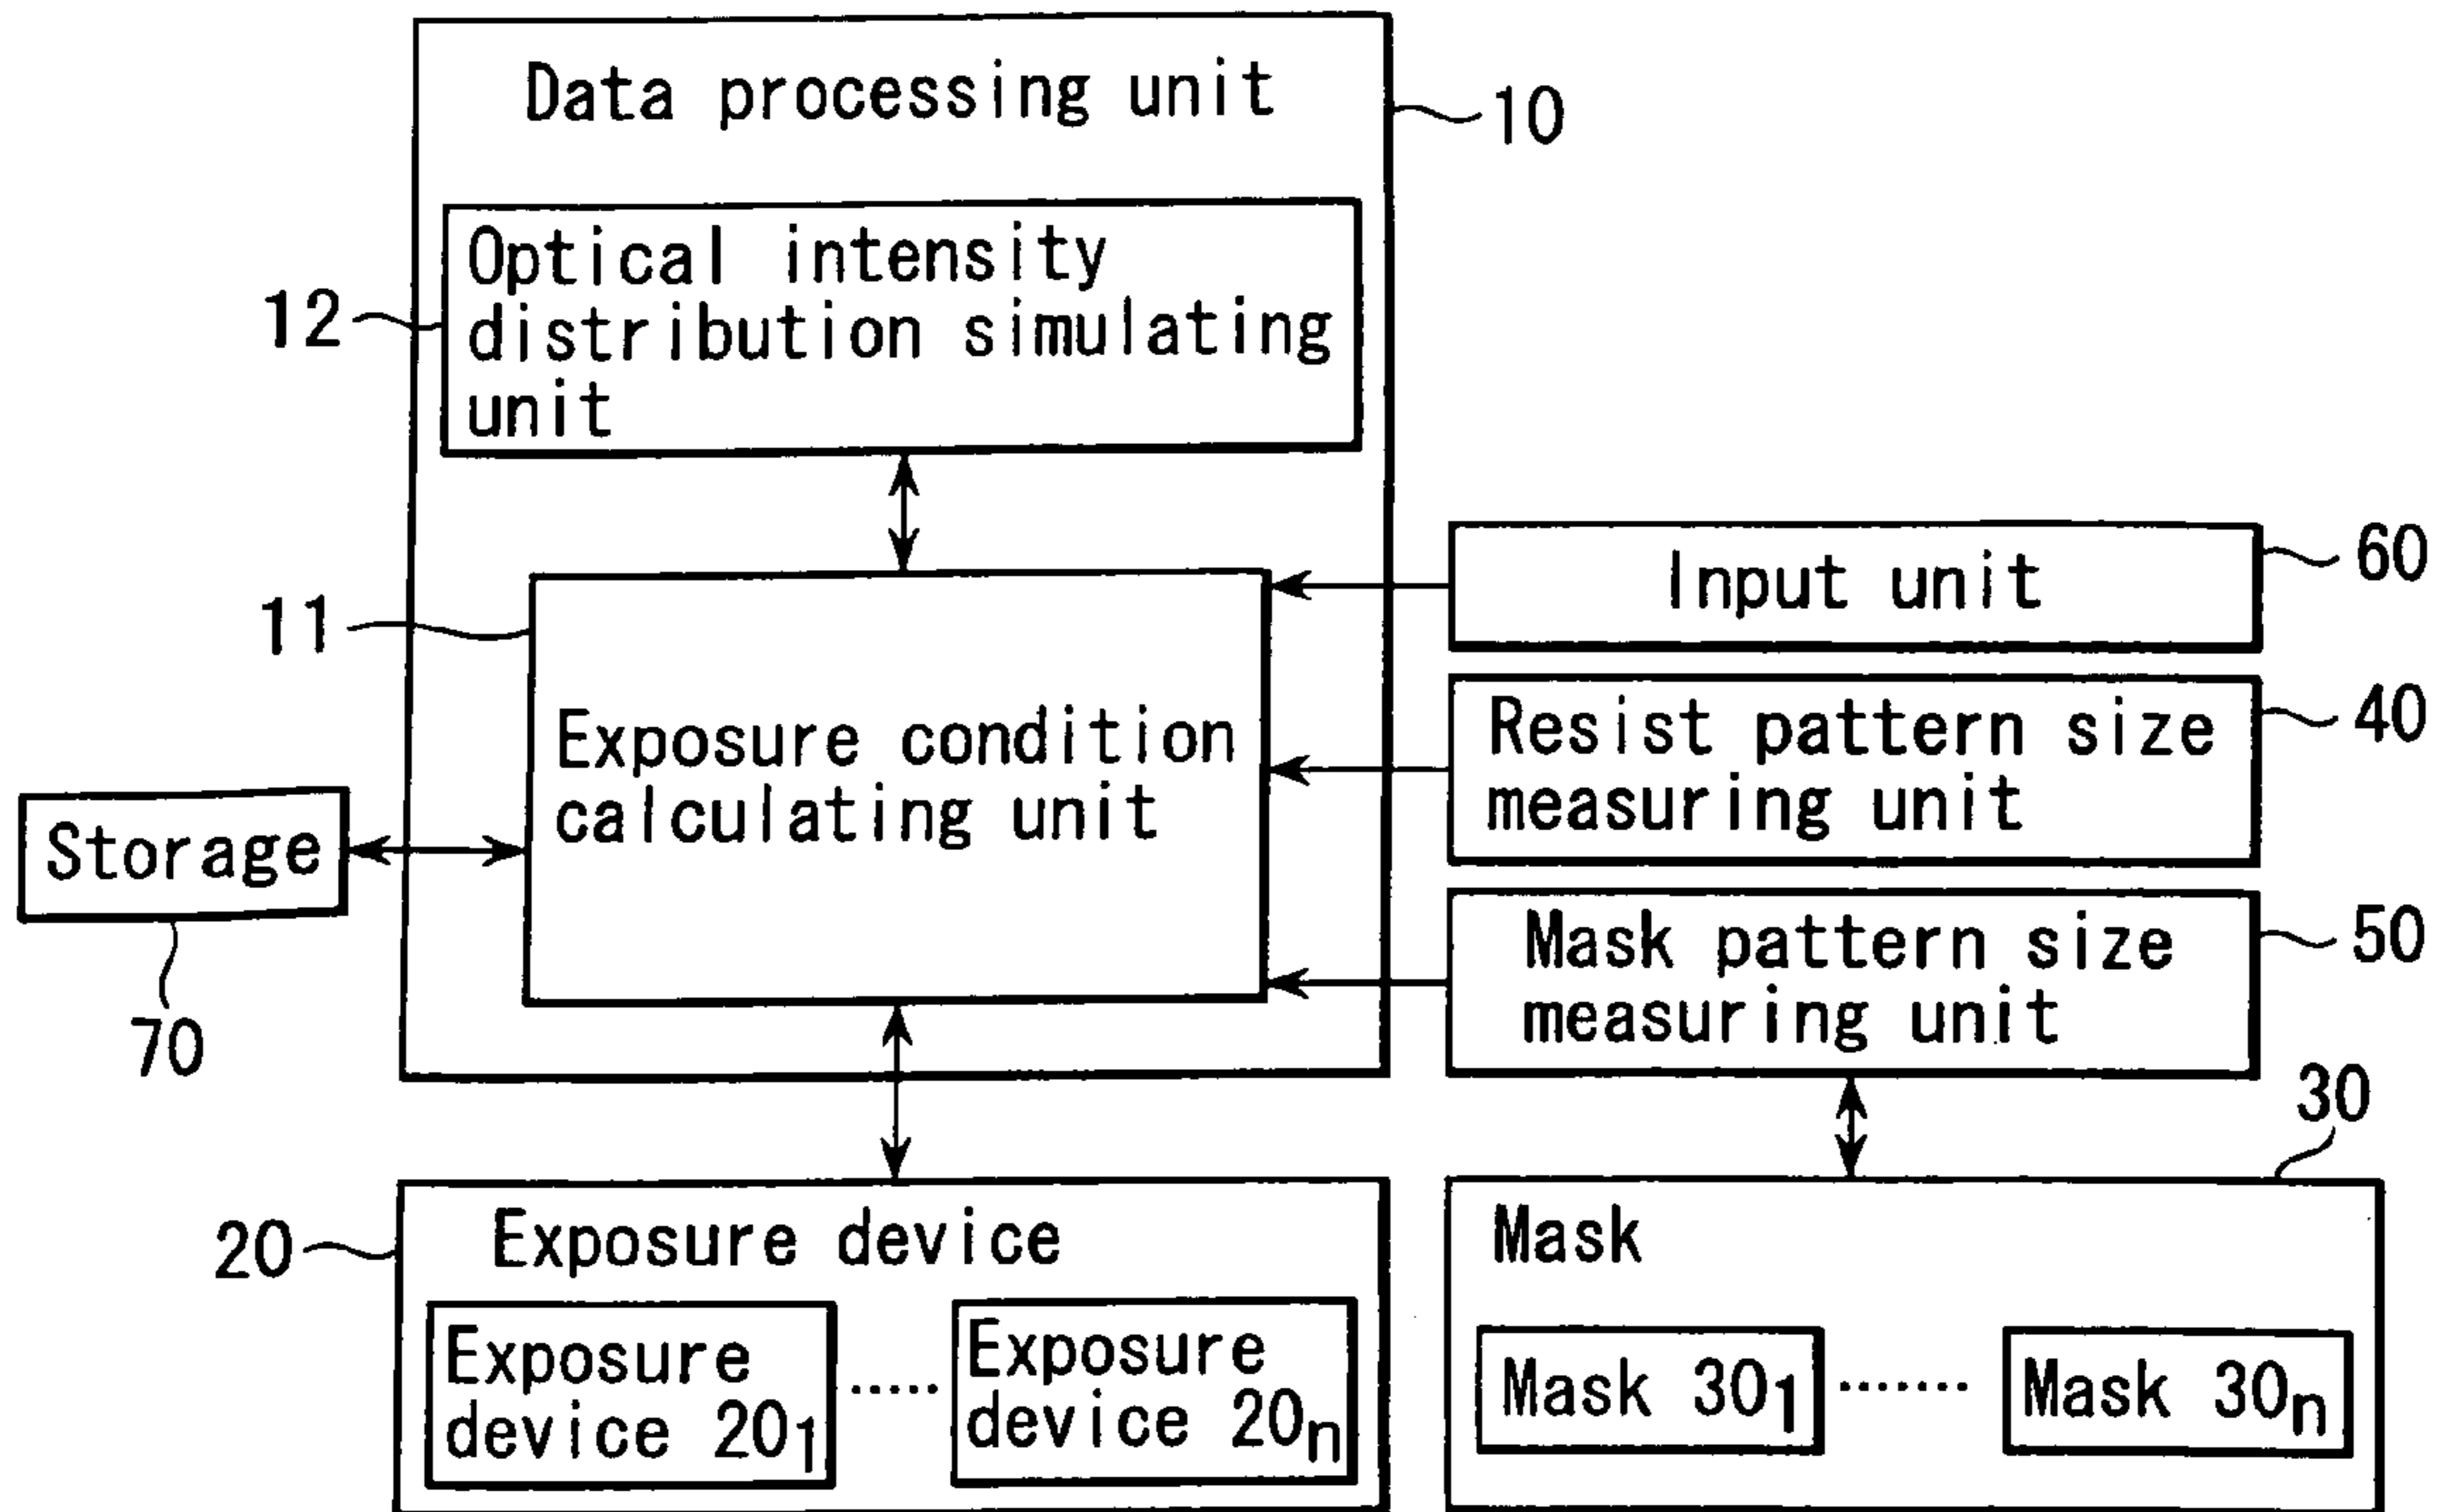 Data processing unit
10
Optical intensity
distribution simulating
unit
12
Input unit
60
11
Exposure condition
calculating unit
Resist pattern size
measuring unit
40
Storage
70
Mask pattern size
measuring unit
50
30
20
Exposure device
Exposure
device 201
......
Exposure
device 20n
Mask
Mask 301
.......
Mask 30n